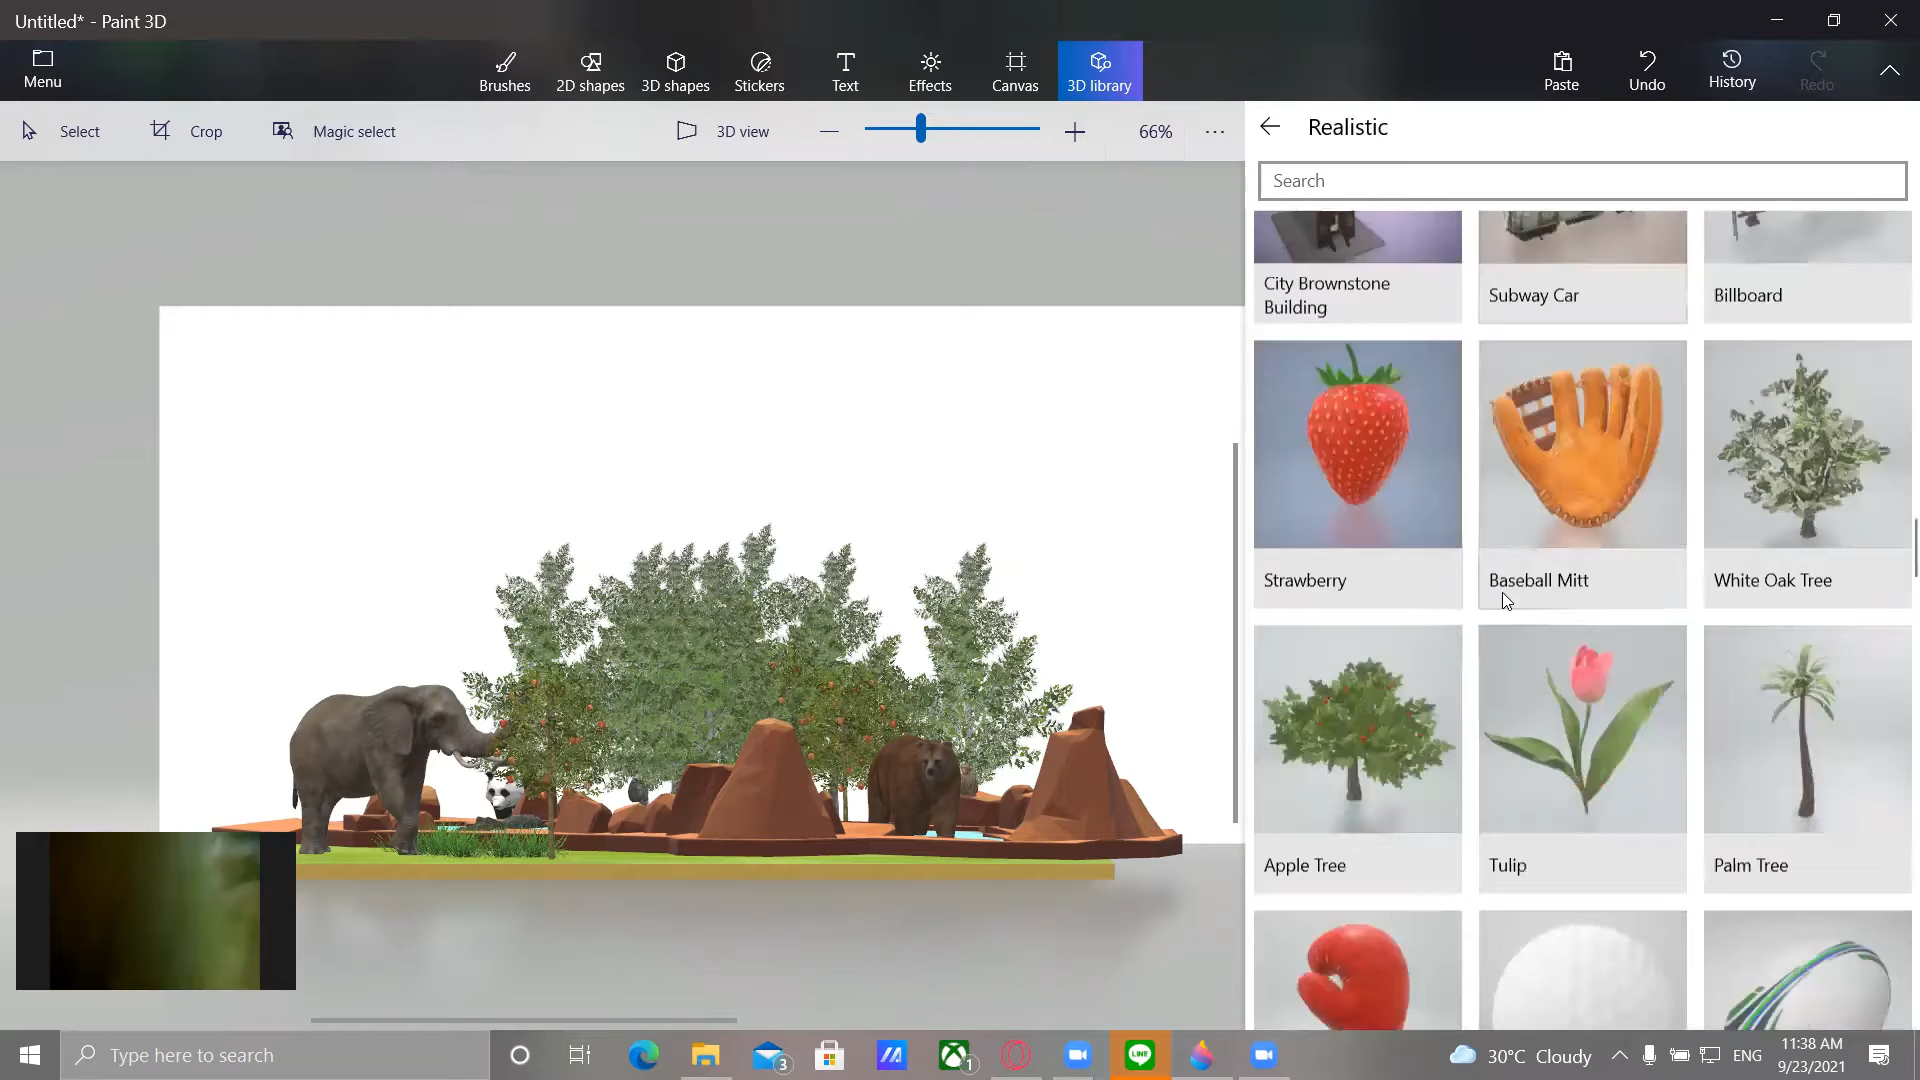 Untitled* - Paint 3D
Menu
Brushes
2D shapes
3D shapes
Stickers
Text
Effects
Canvas
3D library
Paste
Undo
History
Redo
Select
Crop
Magic select
3D view
66%
Realistic
Search
City Brownstone
Building
Subway Car
Billboard
Strawberry
Baseball Mitt
White Oak Tree
Apple Tree
Tulip
Palm Tree
Type here to search
3
1
LINE
30°C Cloudy
ENG
11:38 AM
9/23/2021